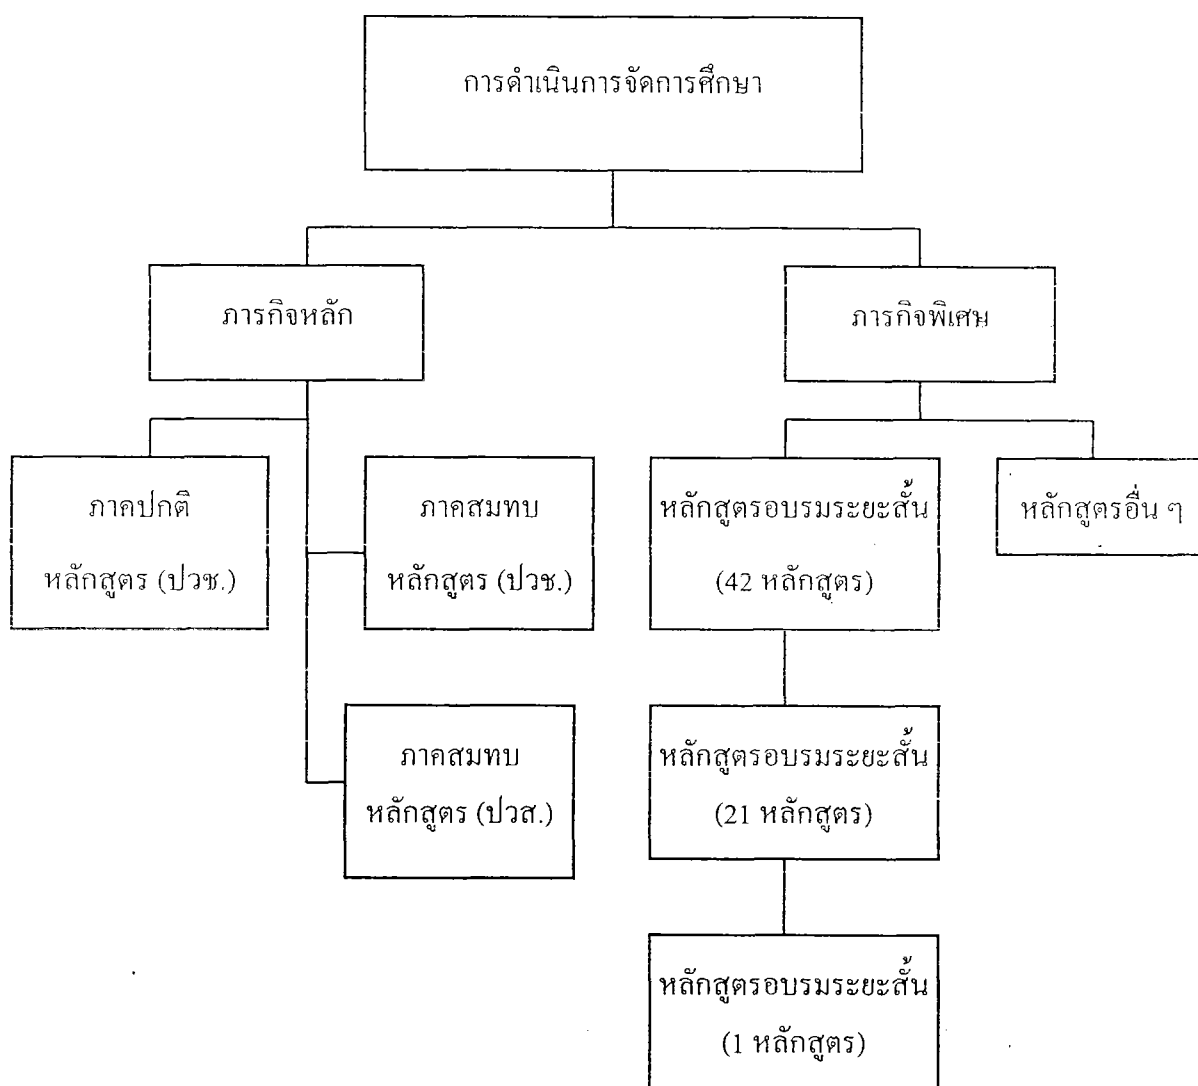 การดำเนินการจัดการศึกษา
ภารกิจหลัก
ภารกิจพิเศษ
ภาคปกติ
หลักสูตร (ปวช.)
ภาคสมทบ
หลักสูตร (ปวช.)
หลักสูตรอบรมระยะสั้น
(42 หลักสูตร)
หลักสูตรอื่น ๆ
ภาคสมทบ
หลักสูตร (ปวส.)
หลักสูตรอบรมระยะสั้น
(21 หลักสูตร)
หลักสูตรอบรมระยะสั้น
(1 หลักสูตร)